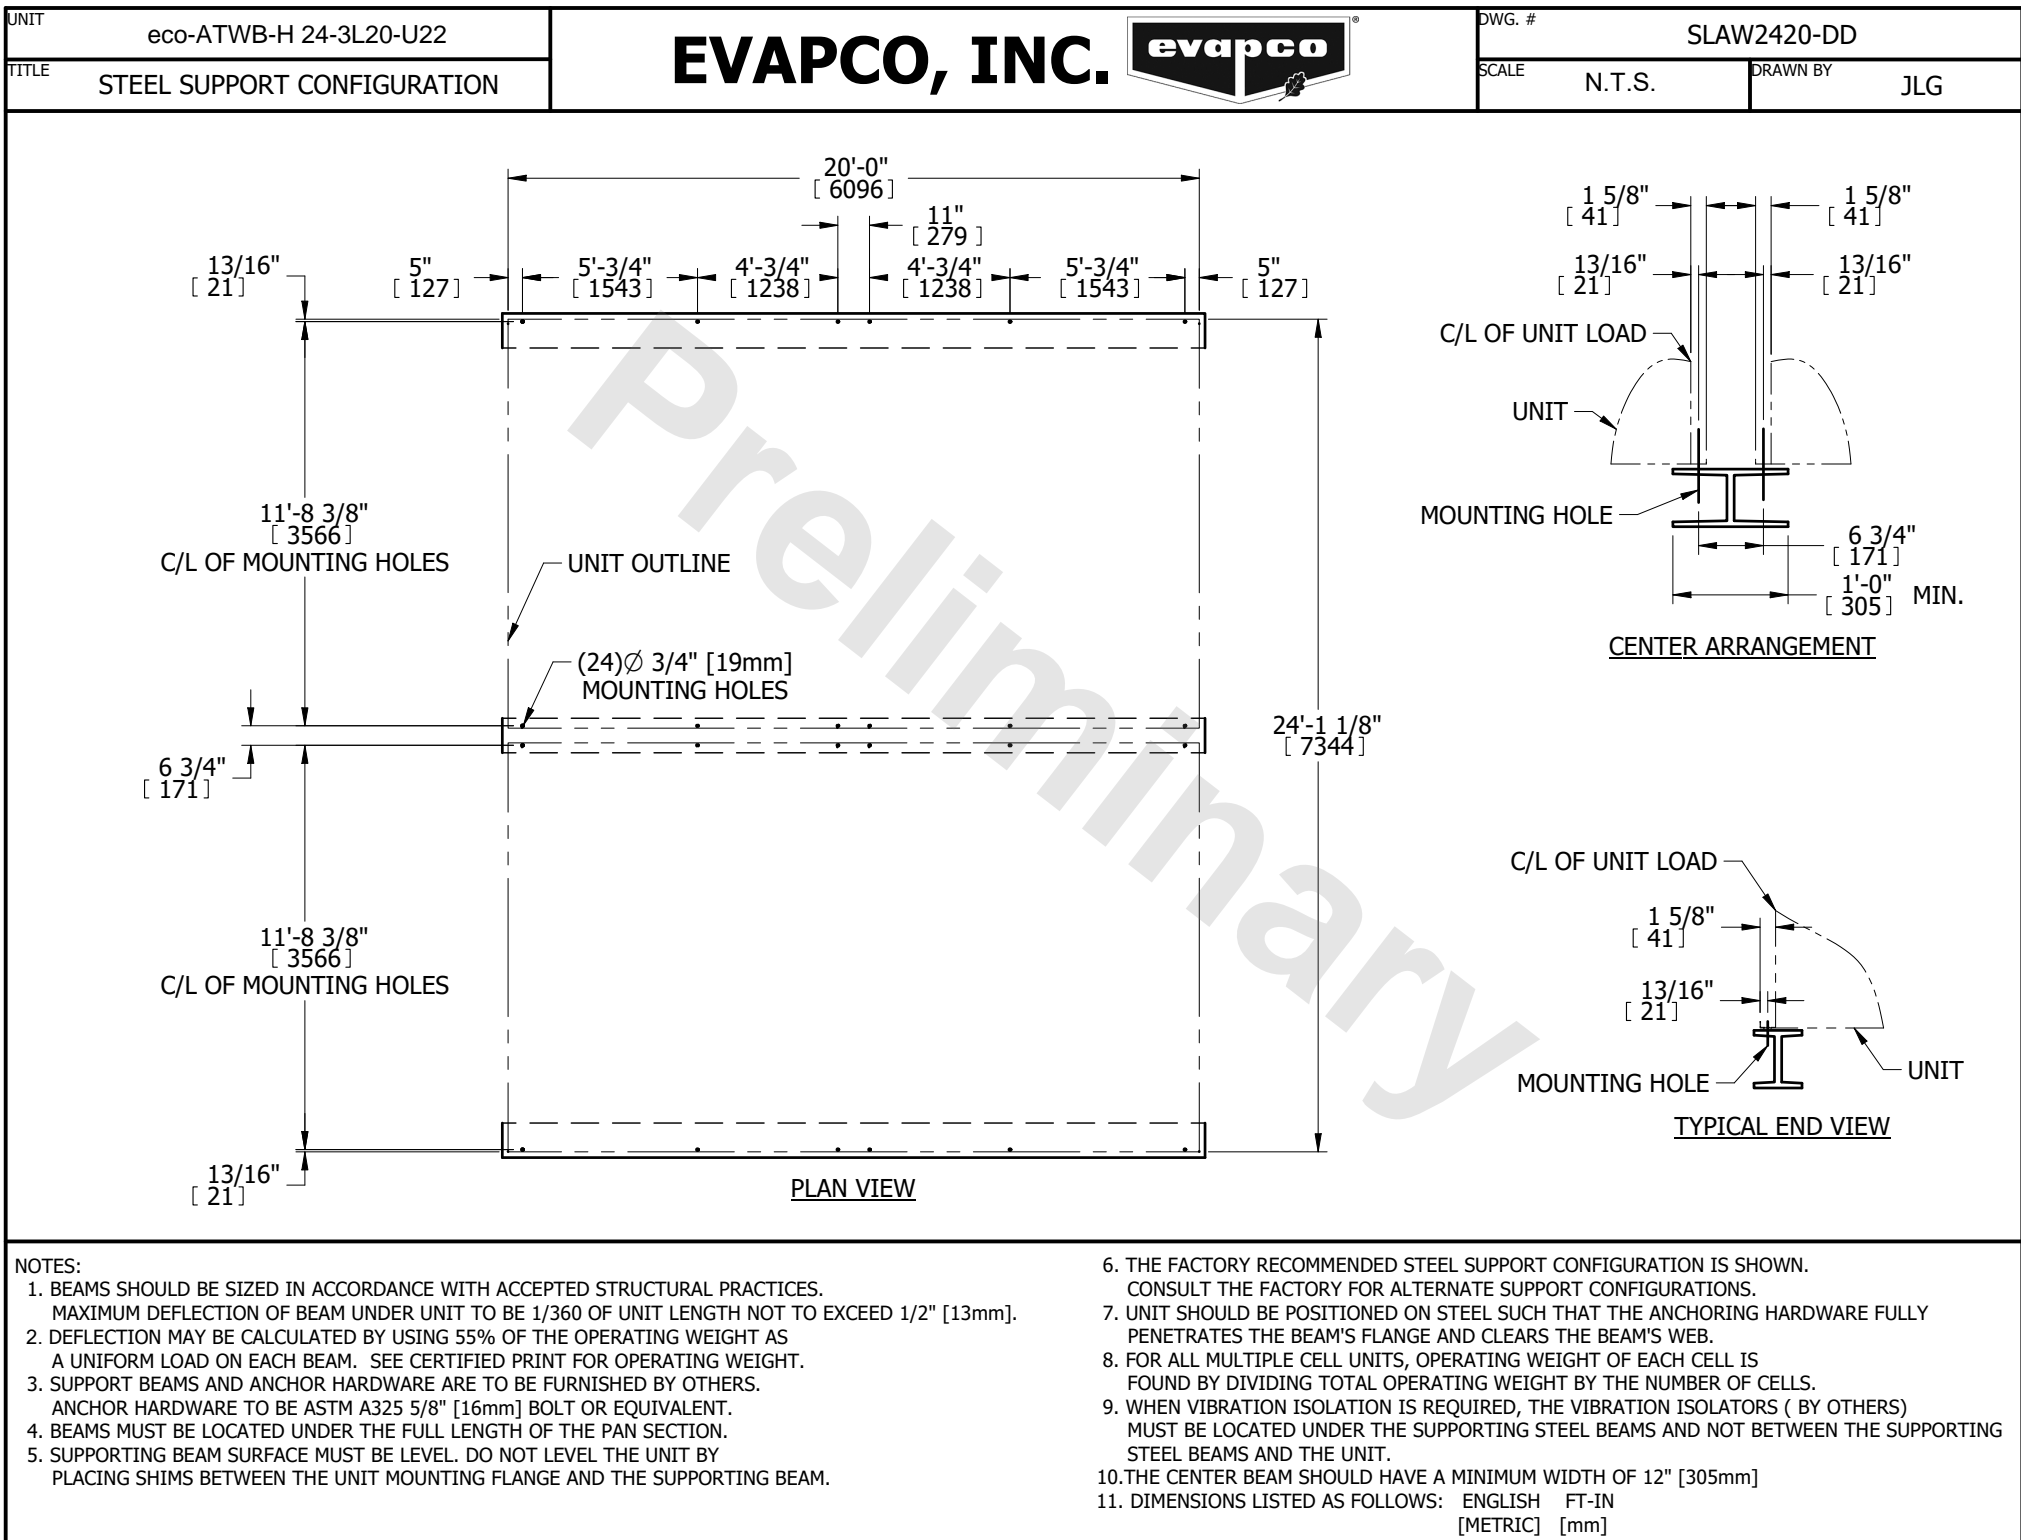 UNIT
eco-ATWB-H 24-3L20-U22
TITLE
STEEL SUPPORT CONFIGURATION
EVAPCO, INC.
evapco
®
DWG. #
SLAW2420-DD
SCALE
N.T.S.
DRAWN BY
JLG
20'-0"
[ 6096 ]
11"
[ 279 ]
13/16"
[ 21 ]
5"
[ 127 ]
5'-3/4"
[ 1543 ]
4'-3/4"
[ 1238 ]
4'-3/4"
[ 1238 ]
5'-3/4"
[ 1543 ]
5"
[ 127 ]
11'-8 3/8"
[ 3566 ]
C/L OF MOUNTING HOLES
UNIT OUTLINE
(24)∅ 3/4" [19mm]
MOUNTING HOLES
6 3/4"
[ 171 ]
24'-1 1/8"
[ 7344 ]
11'-8 3/8"
[ 3566 ]
C/L OF MOUNTING HOLES
13/16"
[ 21 ]
PLAN VIEW
Preliminary
1 5/8"
[ 41 ]
1 5/8"
[ 41 ]
13/16"
[ 21 ]
13/16"
[ 21 ]
C/L OF UNIT LOAD
UNIT
MOUNTING HOLE
6 3/4"
[ 171 ]
1'-0"
[ 305 ]
MIN.
CENTER ARRANGEMENT
C/L OF UNIT LOAD
1 5/8"
[ 41 ]
13/16"
[ 21 ]
MOUNTING HOLE
UNIT
TYPICAL END VIEW
NOTES:
1. BEAMS SHOULD BE SIZED IN ACCORDANCE WITH ACCEPTED STRUCTURAL PRACTICES.
MAXIMUM DEFLECTION OF BEAM UNDER UNIT TO BE 1/360 OF UNIT LENGTH NOT TO EXCEED 1/2" [13mm].
2. DEFLECTION MAY BE CALCULATED BY USING 55% OF THE OPERATING WEIGHT AS
A UNIFORM LOAD ON EACH BEAM. SEE CERTIFIED PRINT FOR OPERATING WEIGHT.
3. SUPPORT BEAMS AND ANCHOR HARDWARE ARE TO BE FURNISHED BY OTHERS.
ANCHOR HARDWARE TO BE ASTM A325 5/8" [16mm] BOLT OR EQUIVALENT.
4. BEAMS MUST BE LOCATED UNDER THE FULL LENGTH OF THE PAN SECTION.
5. SUPPORTING BEAM SURFACE MUST BE LEVEL. DO NOT LEVEL THE UNIT BY
PLACING SHIMS BETWEEN THE UNIT MOUNTING FLANGE AND THE SUPPORTING BEAM.
6. THE FACTORY RECOMMENDED STEEL SUPPORT CONFIGURATION IS SHOWN.
CONSULT THE FACTORY FOR ALTERNATE SUPPORT CONFIGURATIONS.
7. UNIT SHOULD BE POSITIONED ON STEEL SUCH THAT THE ANCHORING HARDWARE FULLY
PENETRATES THE BEAM'S FLANGE AND CLEARS THE BEAM'S WEB.
8. FOR ALL MULTIPLE CELL UNITS, OPERATING WEIGHT OF EACH CELL IS
FOUND BY DIVIDING TOTAL OPERATING WEIGHT BY THE NUMBER OF CELLS.
9. WHEN VIBRATION ISOLATION IS REQUIRED, THE VIBRATION ISOLATORS ( BY OTHERS)
MUST BE LOCATED UNDER THE SUPPORTING STEEL BEAMS AND NOT BETWEEN THE SUPPORTING
STEEL BEAMS AND THE UNIT.
10.THE CENTER BEAM SHOULD HAVE A MINIMUM WIDTH OF 12" [305mm]
11. DIMENSIONS LISTED AS FOLLOWS: ENGLISH FT-IN
[METRIC] [mm]